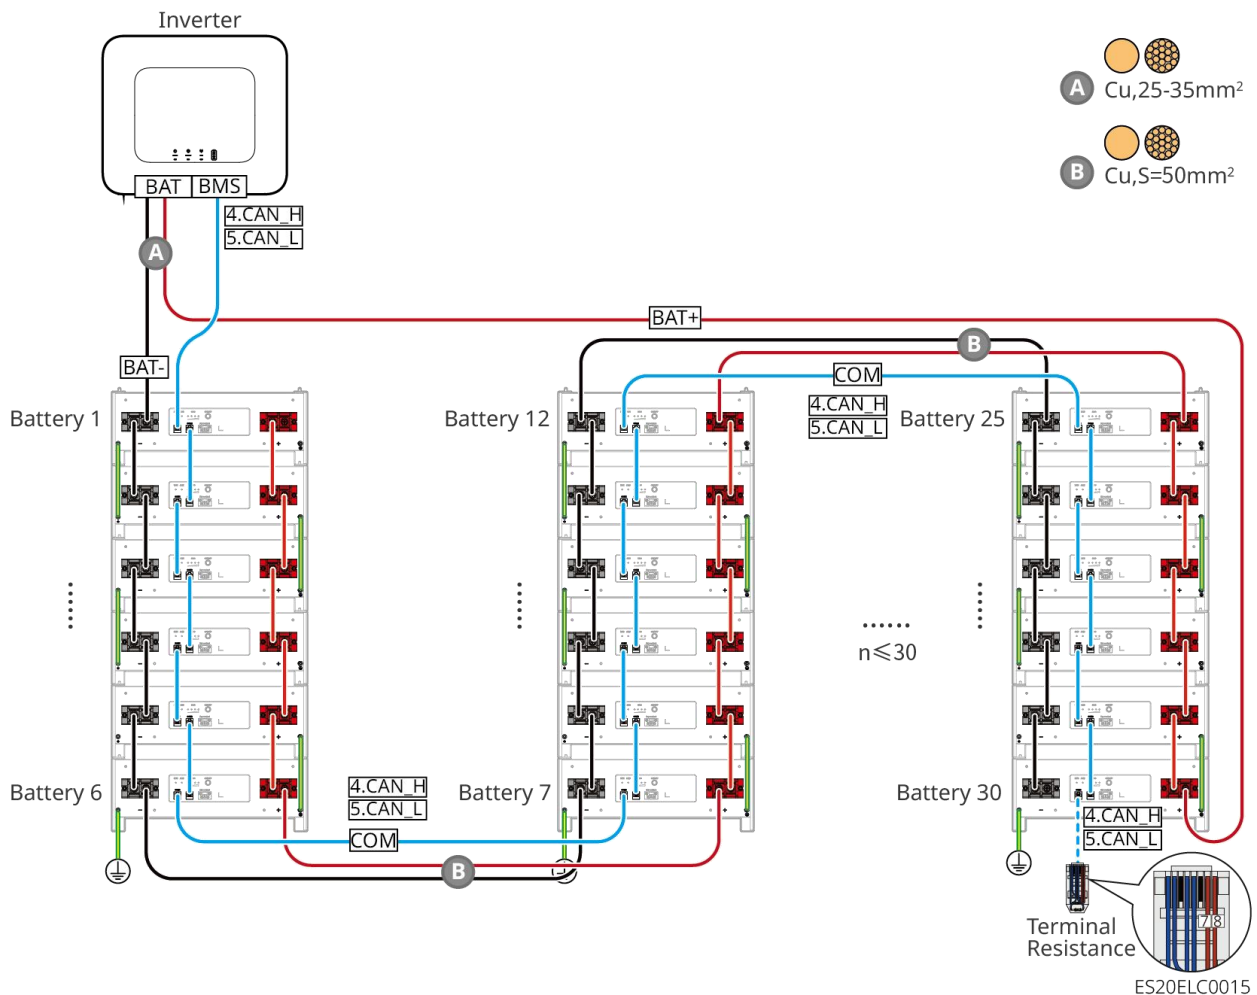 Inverter
BAT BMS
4.CAN_H
5.CAN_L
A
A
Cu,25-35mm²
B
Cu,S=50mm²
BAT+
BAT-
B
COM
4.CAN_H
5.CAN_L
Battery 1
Battery 12
Battery 25
n≤30
Battery 6
Battery 7
Battery 30
4.CAN_H
5.CAN_L
COM
B
4.CAN_H
5.CAN_L
Terminal
Resistance
7 8
ES20ELC0015